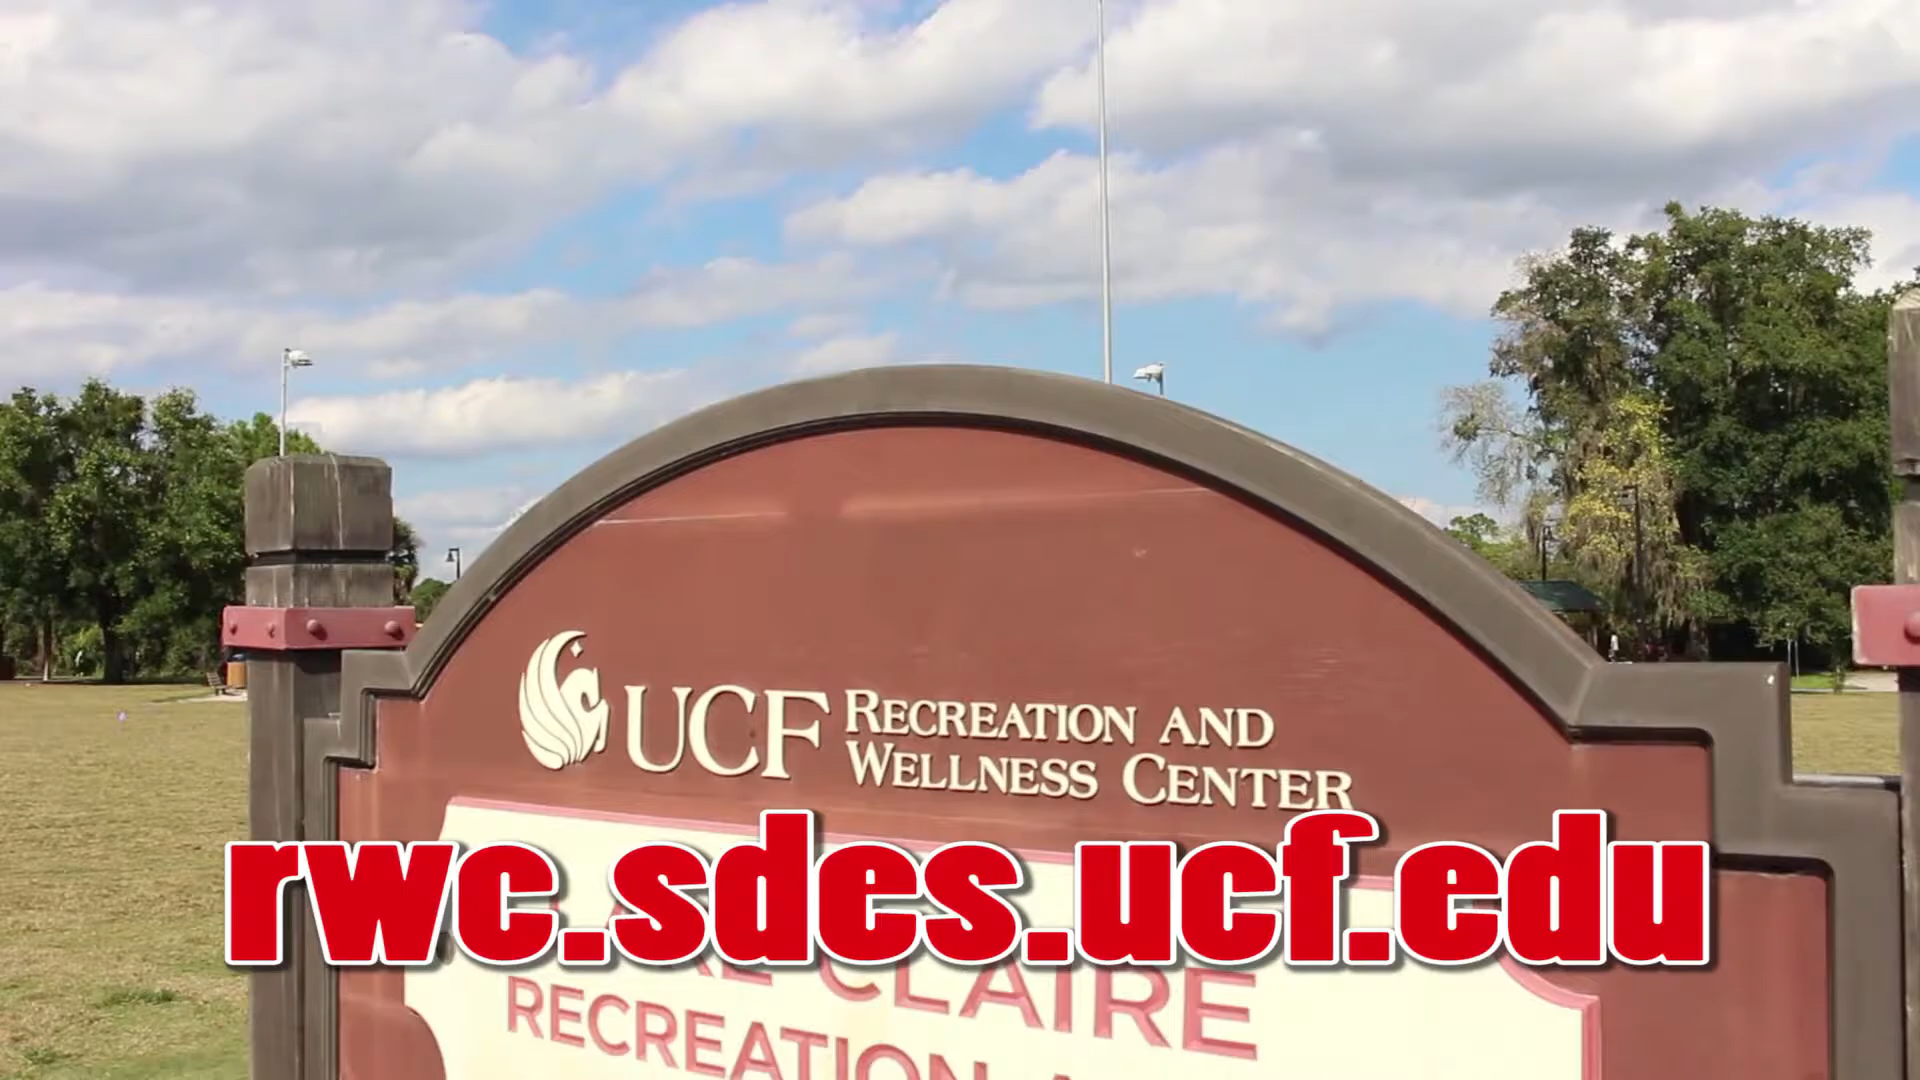 UCF RECREATION AND
WELLNESS CENTER
rwc.sdes.ucf.edu
CLAIRE
RECREATION